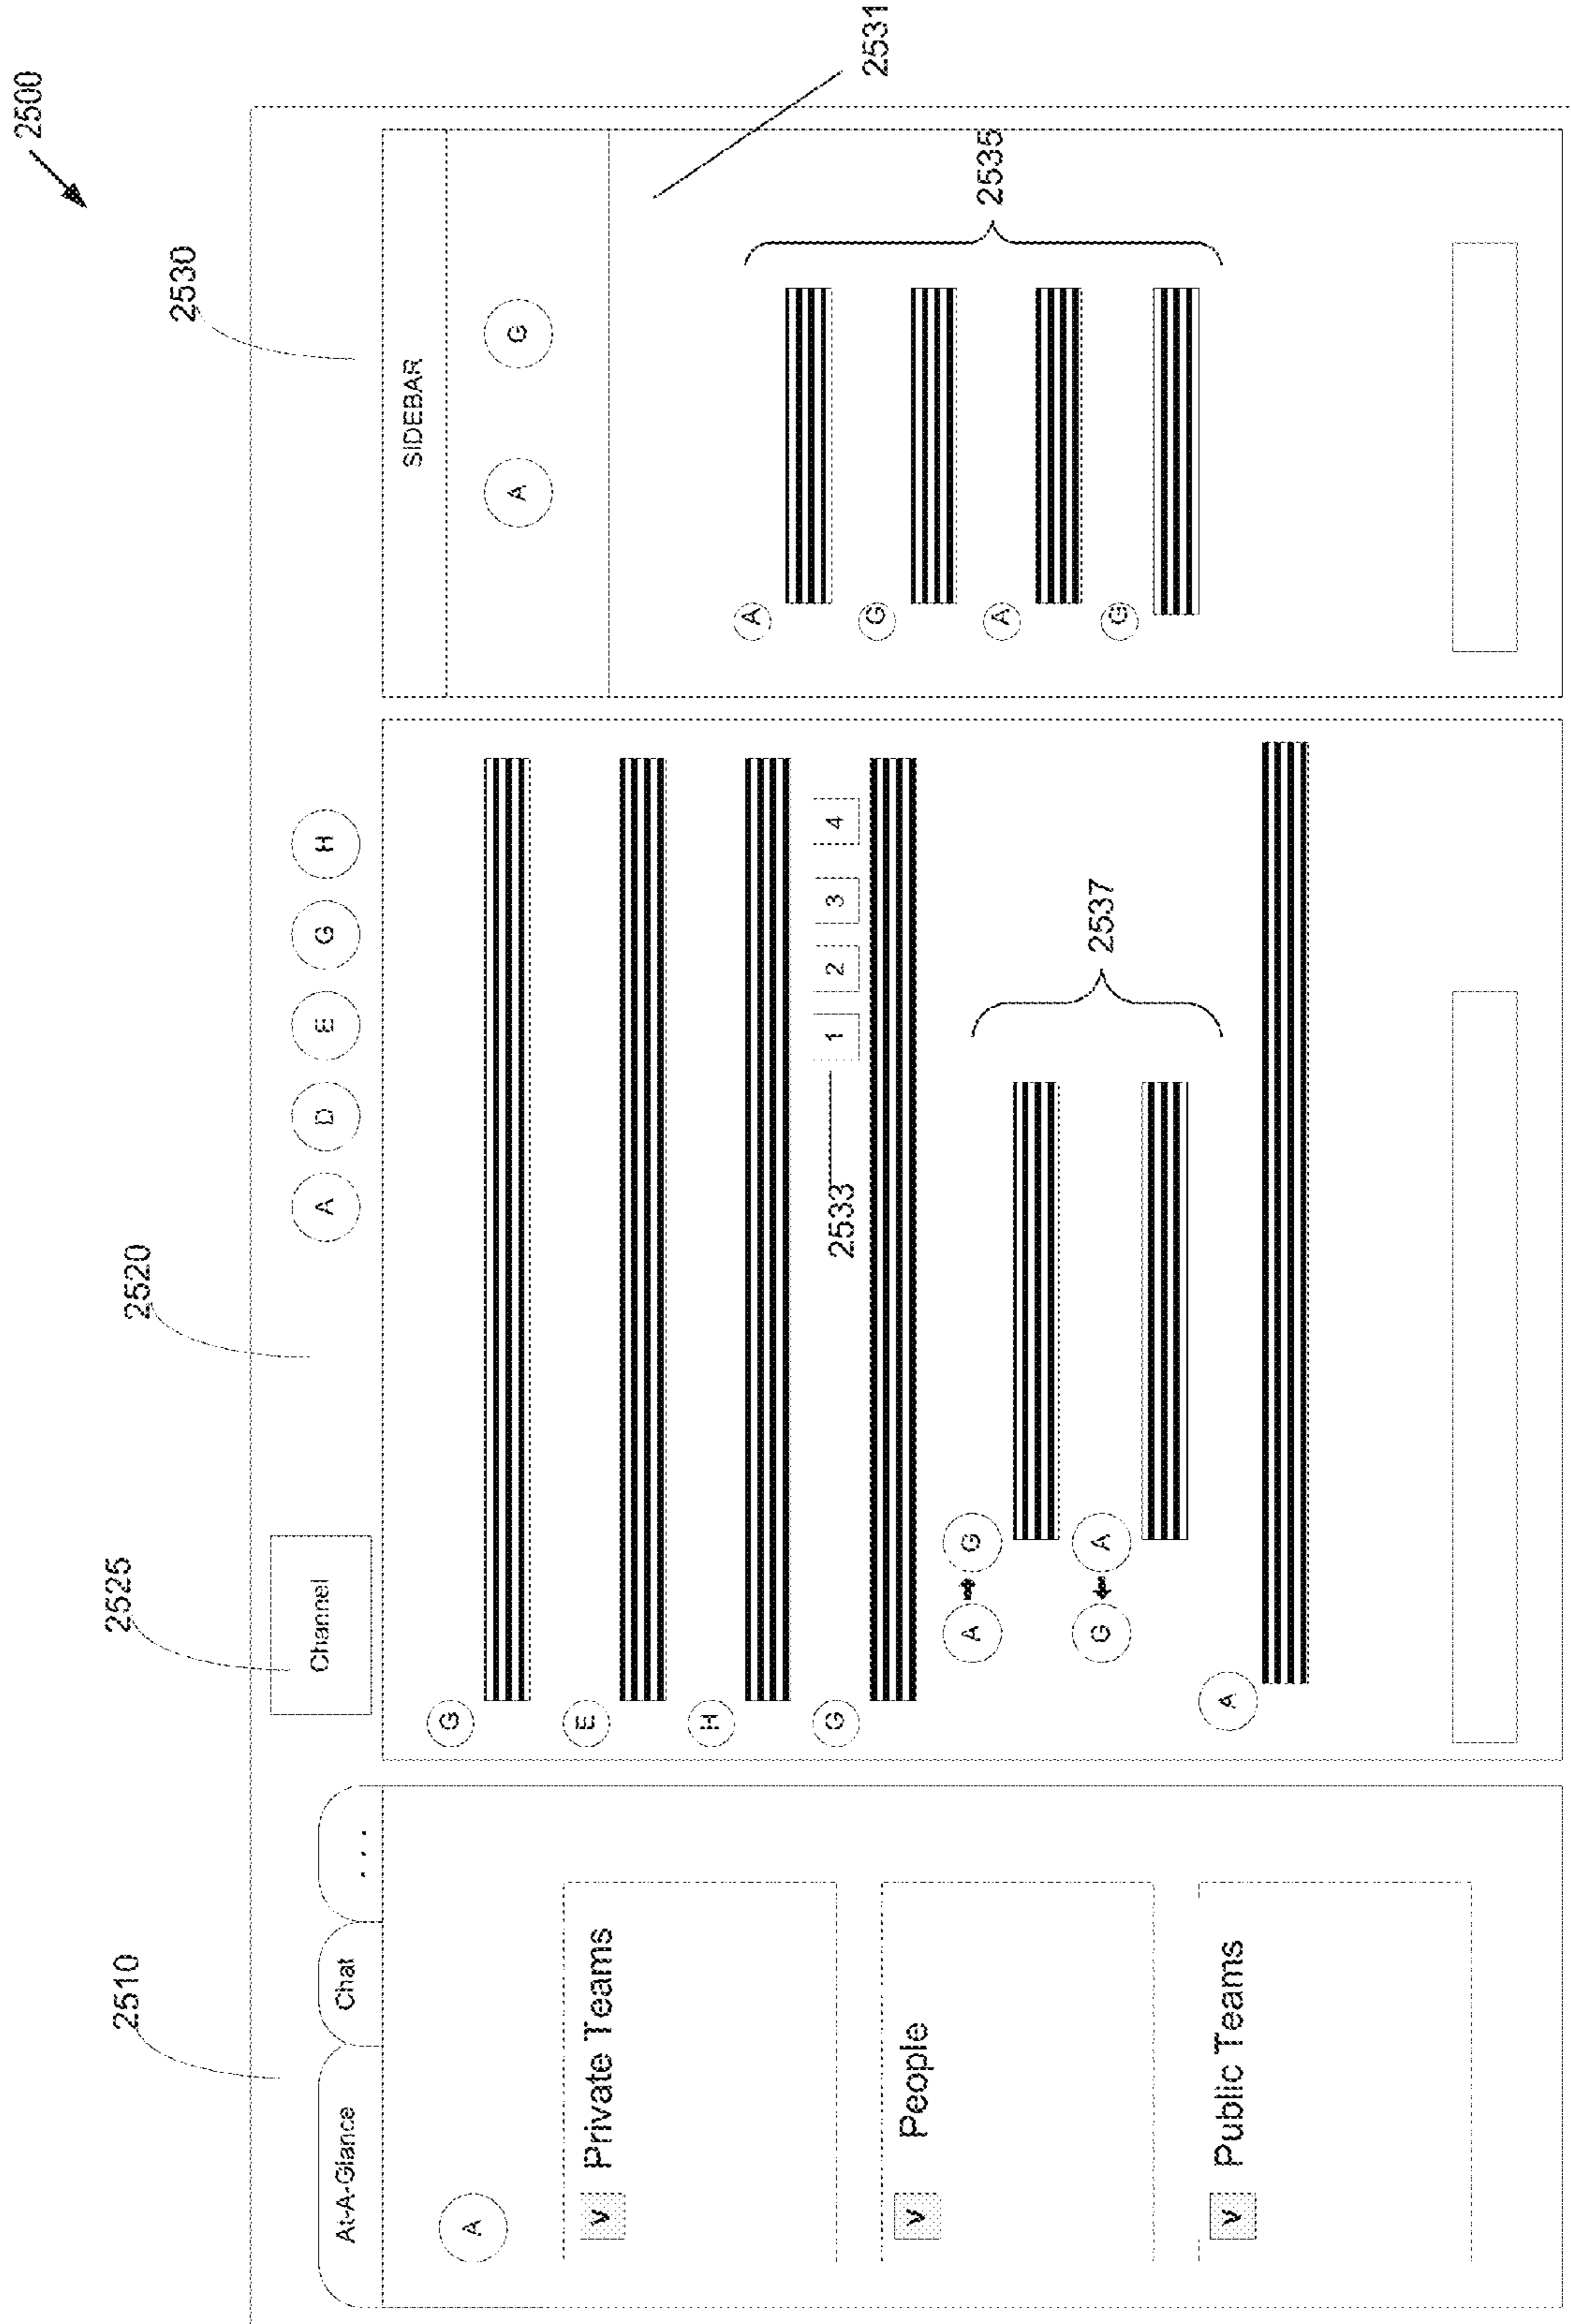 2500
2510
2525
2520
2530
Channel
A D E G H
At-A-Glance
Chat
...
SIDEBAR
A
A G
G
E
H
G
2533
1 2 3 4
A G
G A
2537
A
V Private Teams
V People
V Public Teams
2531
A
G
A
G
2535